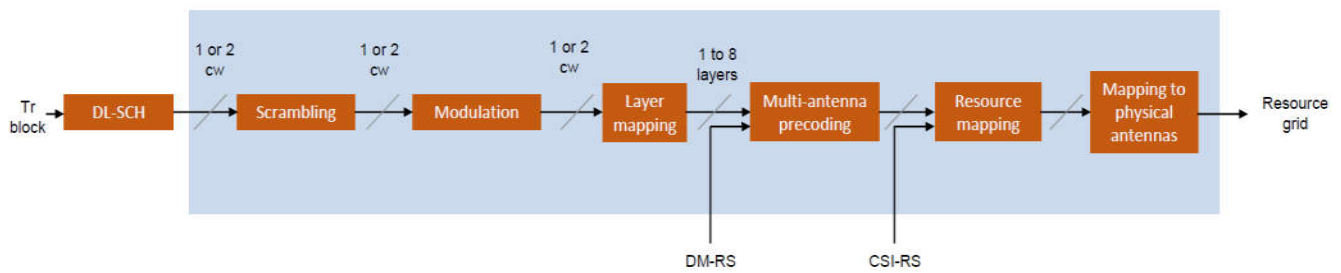 Tr
block
DL-SCH
1 or 2
cw
Scrambling
1 or 2
cw
Modulation
1 or 2
cw
Layer
mapping
1 to 8
layers
Multi-antenna
precoding
Resource
mapping
Mapping to
physical
antennas
Resource
grid
DM-RS
CSI-RS